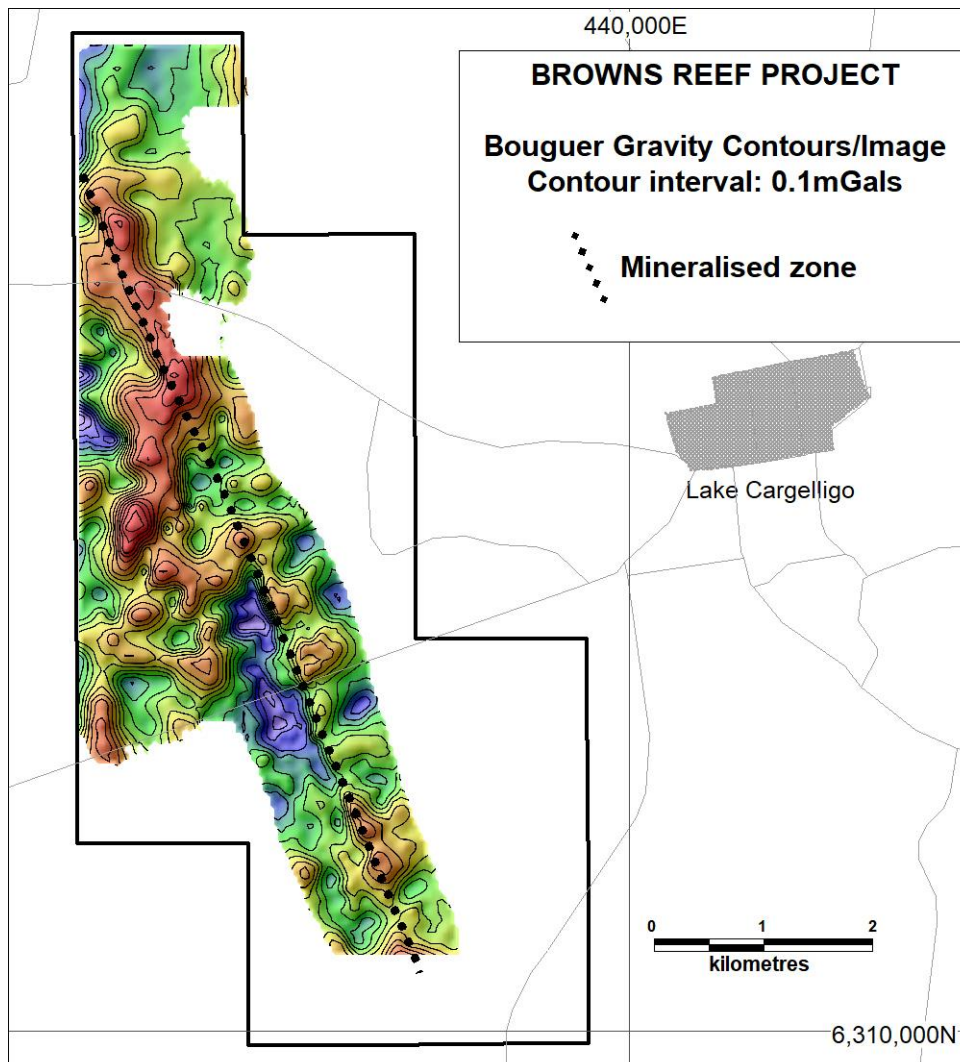 440,000E
BROWNS REEF PROJECT
Bouguer Gravity Contours/Image
Contour interval: 0.1mGals
Mineralised zone
Lake Cargelligo
0 1 2
kilometres
6,310,000N